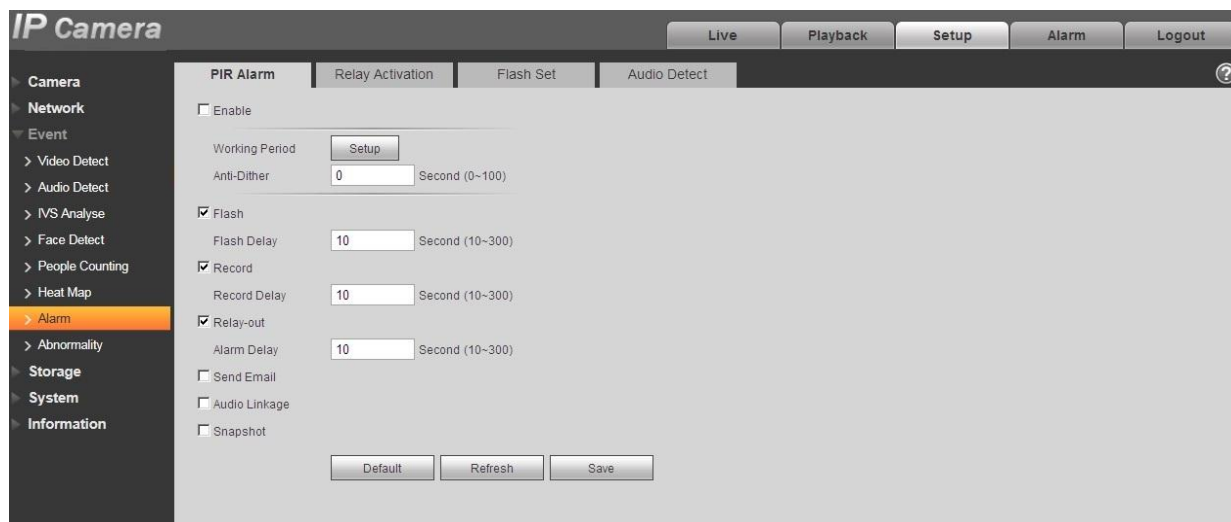 IP Camera
Live Playback Setup Alarm Logout
PIR Alarm Relay Activation Flash Set Audio Detect ?
Camera
Network
Event
> Video Detect
> Audio Detect
> IVS Analyse
> Face Detect
> People Counting
> Heat Map
> Alarm
> Abnormality
Storage
System
Information
Enable
Working Period Setup
Anti-Dither 0 Second (0~100)
Flash
Flash Delay 10 Second (10~300)
Record
Record Delay 10 Second (10~300)
Relay-out
Alarm Delay 10 Second (10~300)
Send Email
Audio Linkage
Snapshot
Default Refresh Save